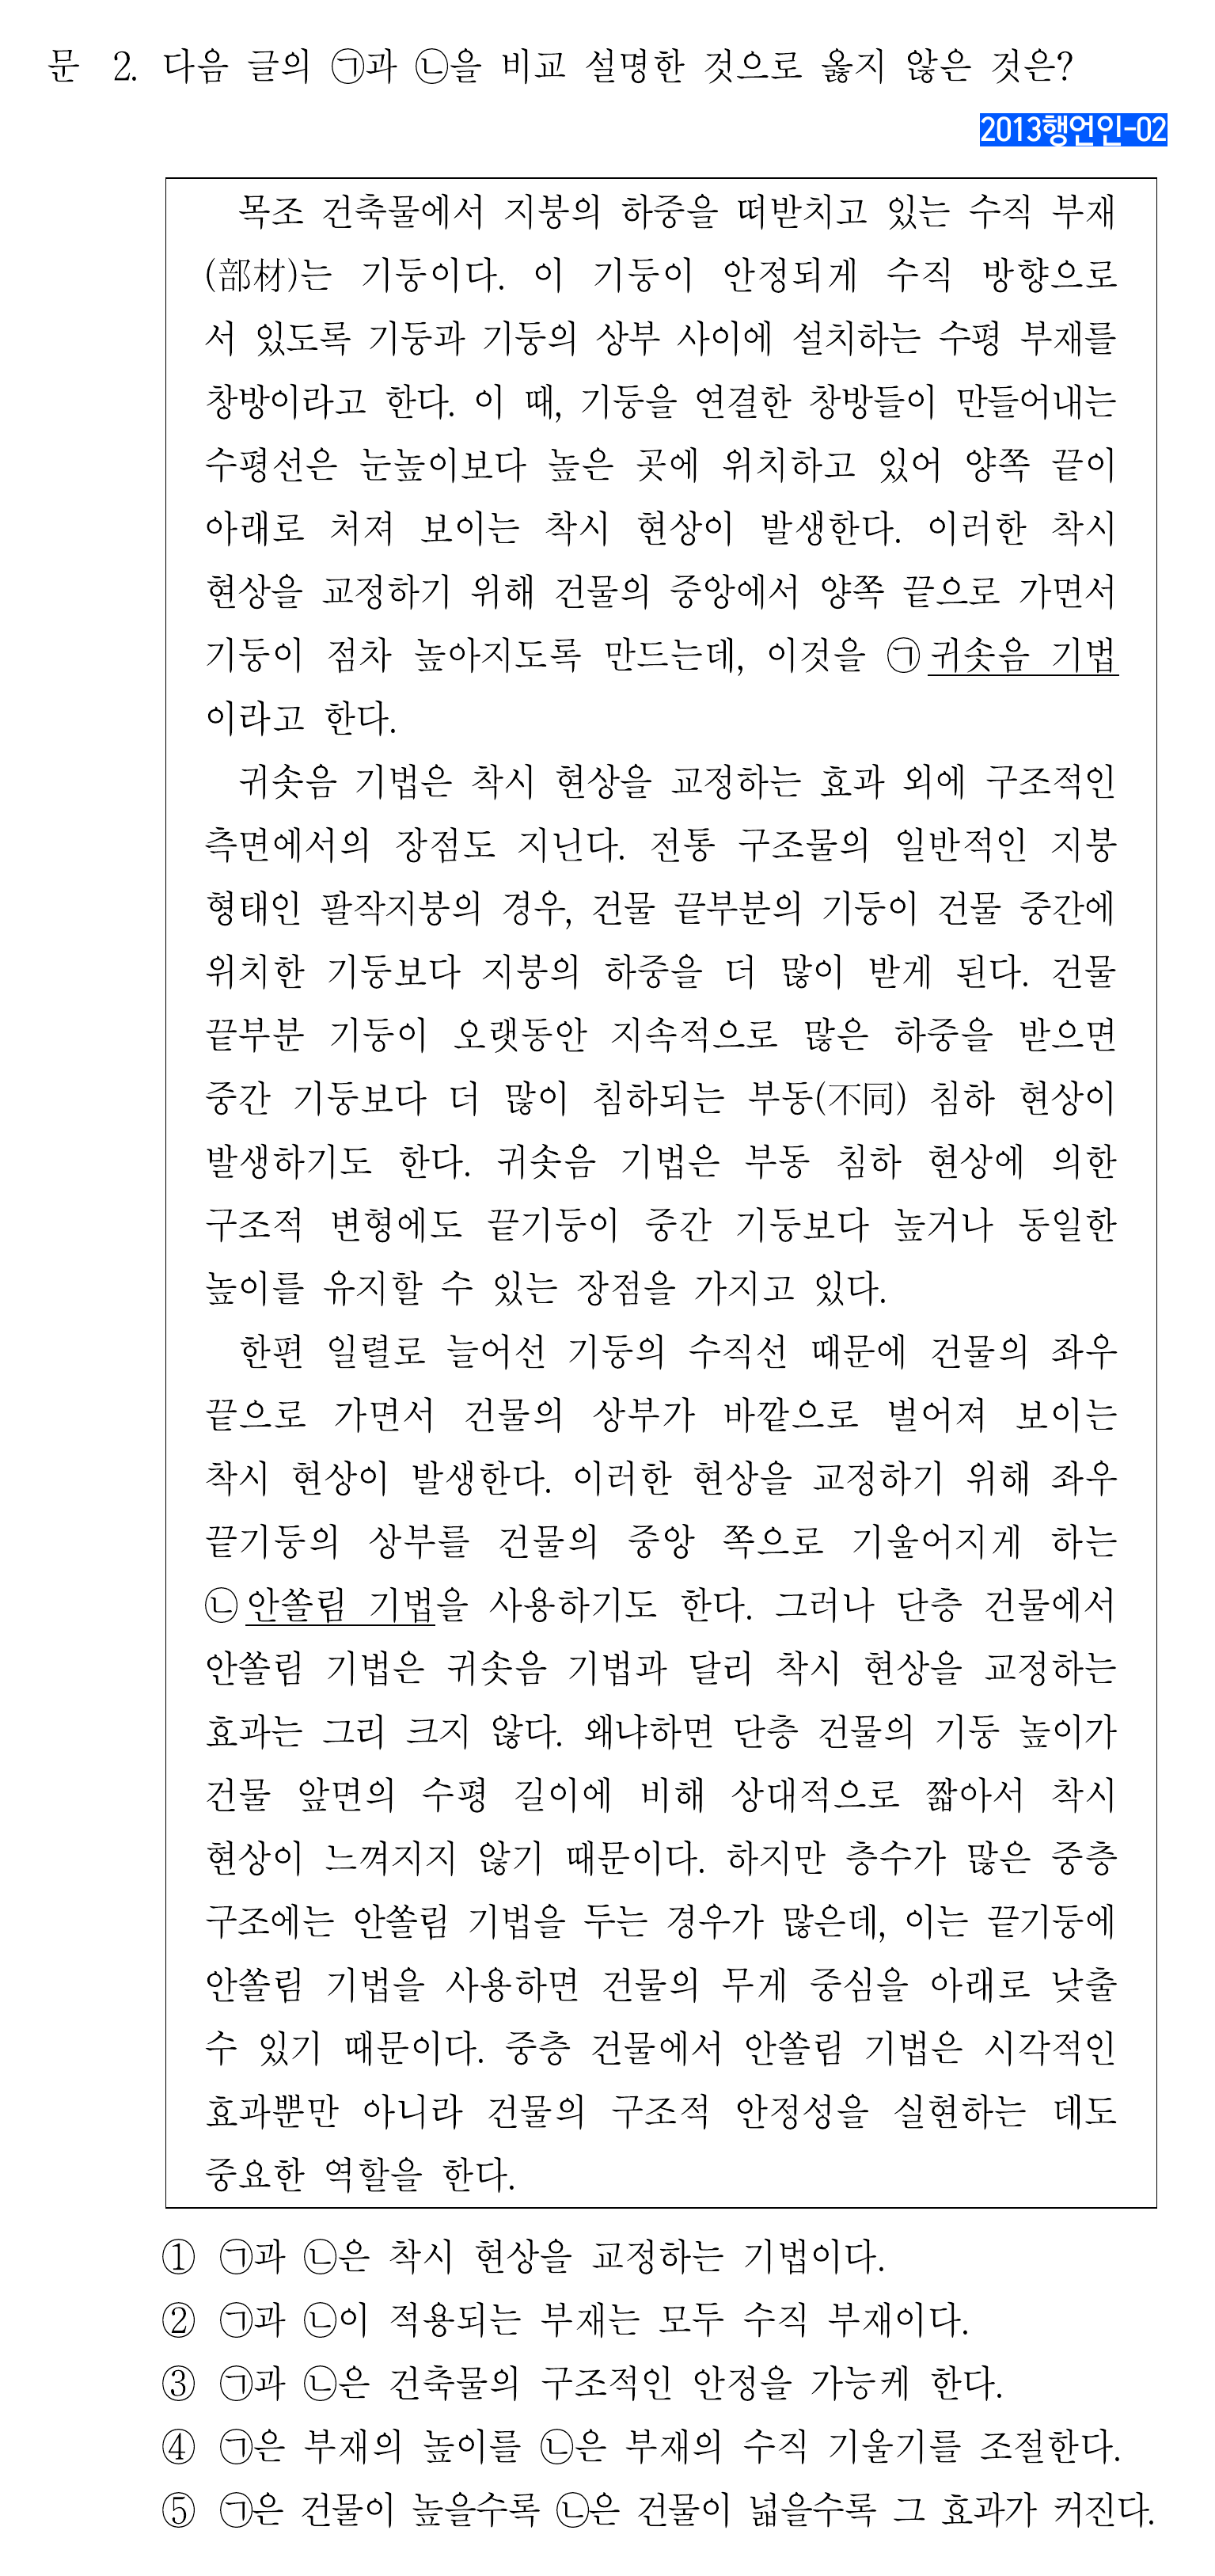 문 2. 다음 글의 ㉠과 ㉡을 비교 설명한 것으로 옳지 않은 것은?
2013행언인-02
목조 건축물에서 지붕의 하중을 떠받치고 있는 수직 부재
(部材)는 기둥이다. 이 기둥이 안정되게 수직 방향으로
서 있도록 기둥과 기둥의 상부 사이에 설치하는 수평 부재를
창방이라고 한다. 이 때, 기둥을 연결한 창방들이 만들어내는
수평선은 눈높이보다 높은 곳에 위치하고 있어 양쪽 끝이
아래로 처져 보이는 착시 현상이 발생한다. 이러한 착시
현상을 교정하기 위해 건물의 중앙에서 양쪽 끝으로 가면서
기둥이 점차 높아지도록 만드는데, 이것을 ㉠귀솟음 기법
이라고 한다.
귀솟음 기법은 착시 현상을 교정하는 효과 외에 구조적인
측면에서의 장점도 지닌다. 전통 구조물의 일반적인 지붕
형태인 팔작지붕의 경우, 건물 끝부분의 기둥이 건물 중간에
위치한 기둥보다 지붕의 하중을 더 많이 받게 된다. 건물
끝부분 기둥이 오랫동안 지속적으로 많은 하중을 받으면
중간 기둥보다 더 많이 침하되는 부동(不同) 침하 현상이
발생하기도 한다. 귀솟음 기법은 부동 침하 현상에 의한
구조적 변형에도 끝기둥이 중간 기둥보다 높거나 동일한
높이를 유지할 수 있는 장점을 가지고 있다.
한편 일렬로 늘어선 기둥의 수직선 때문에 건물의 좌우
끝으로 가면서 건물의 상부가 바깥으로 벌어져 보이는
착시 현상이 발생한다. 이러한 현상을 교정하기 위해 좌우
끝기둥의 상부를 건물의 중앙 쪽으로 기울어지게 하는
㉡안쏠림 기법을 사용하기도 한다. 그러나 단층 건물에서
안쏠림 기법은 귀솟음 기법과 달리 착시 현상을 교정하는
효과는 그리 크지 않다. 왜냐하면 단층 건물의 기둥 높이가
건물 앞면의 수평 길이에 비해 상대적으로 짧아서 착시
현상이 느껴지지 않기 때문이다. 하지만 층수가 많은 중층
구조에는 안쏠림 기법을 두는 경우가 많은데, 이는 끝기둥에
안쏠림 기법을 사용하면 건물의 무게 중심을 아래로 낮출
수 있기 때문이다. 중층 건물에서 안쏠림 기법은 시각적인
효과뿐만 아니라 건물의 구조적 안정성을 실현하는 데도
중요한 역할을 한다.
① ㉠과 ㉡은 착시 현상을 교정하는 기법이다.
② ㉠과 ㉡이 적용되는 부재는 모두 수직 부재이다.
③ ㉠과 ㉡은 건축물의 구조적인 안정을 가능케 한다.
④ ㉠은 부재의 높이를 ㉡은 부재의 수직 기울기를 조절한다.
⑤ ㉠은 건물이 높을수록 ㉡은 건물이 넓을수록 그 효과가 커진다.